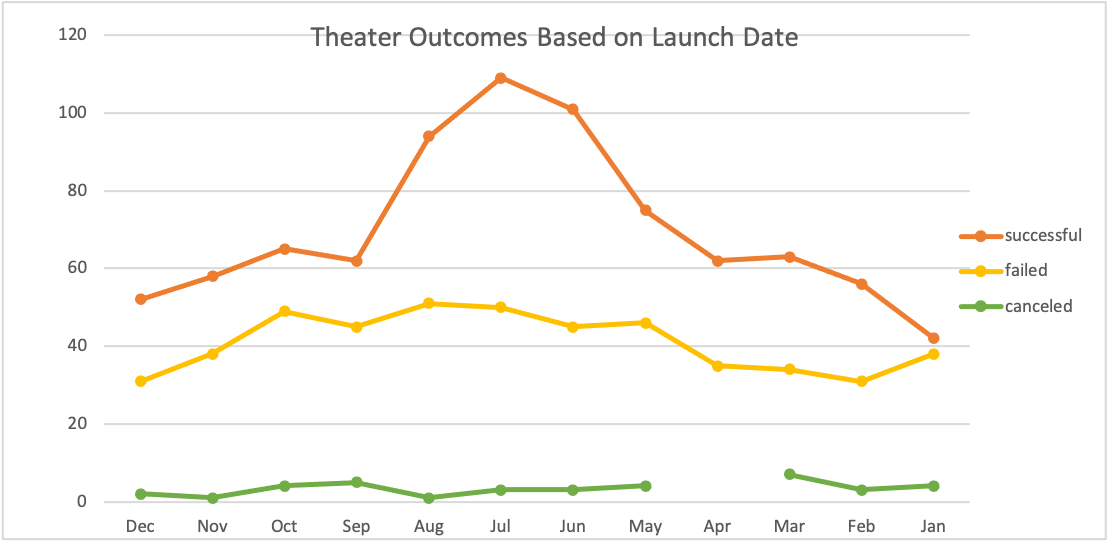 Theater Outcomes Based on Launch Date
120
100
80
60
40
20
0
Dec Nov Oct Sep Aug Jul Jun May Apr Mar Feb Jan
successful
failed
canceled